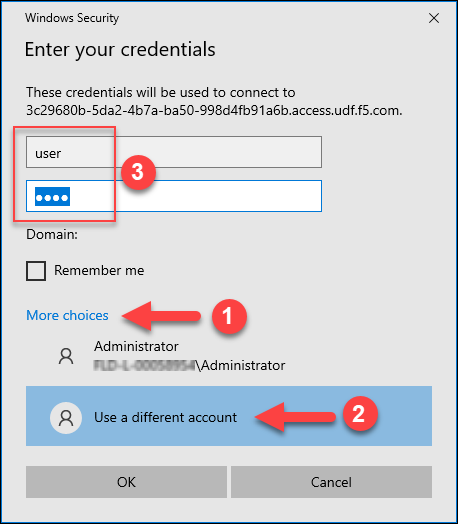 Windows Security
Enter your credentials
These credentials will be used to connect to
3c29680b-5da2-4b7a-ba50-998d4fb91a6b.access.udf.f5.com.
user
3
••••
Domain:
Remember me
More choices
1
Administrator
\Administrator
Use a different account
2
OK
Cancel